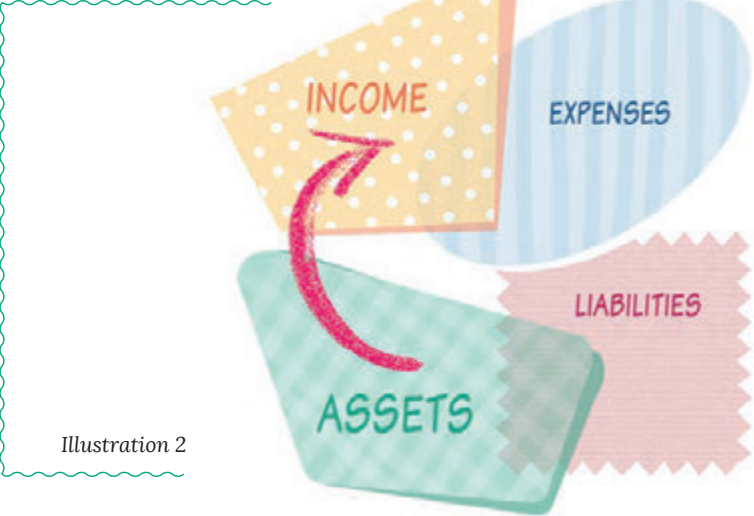 INCOME
EXPENSES
LIABILITIES
ASSETS
Illustration 2